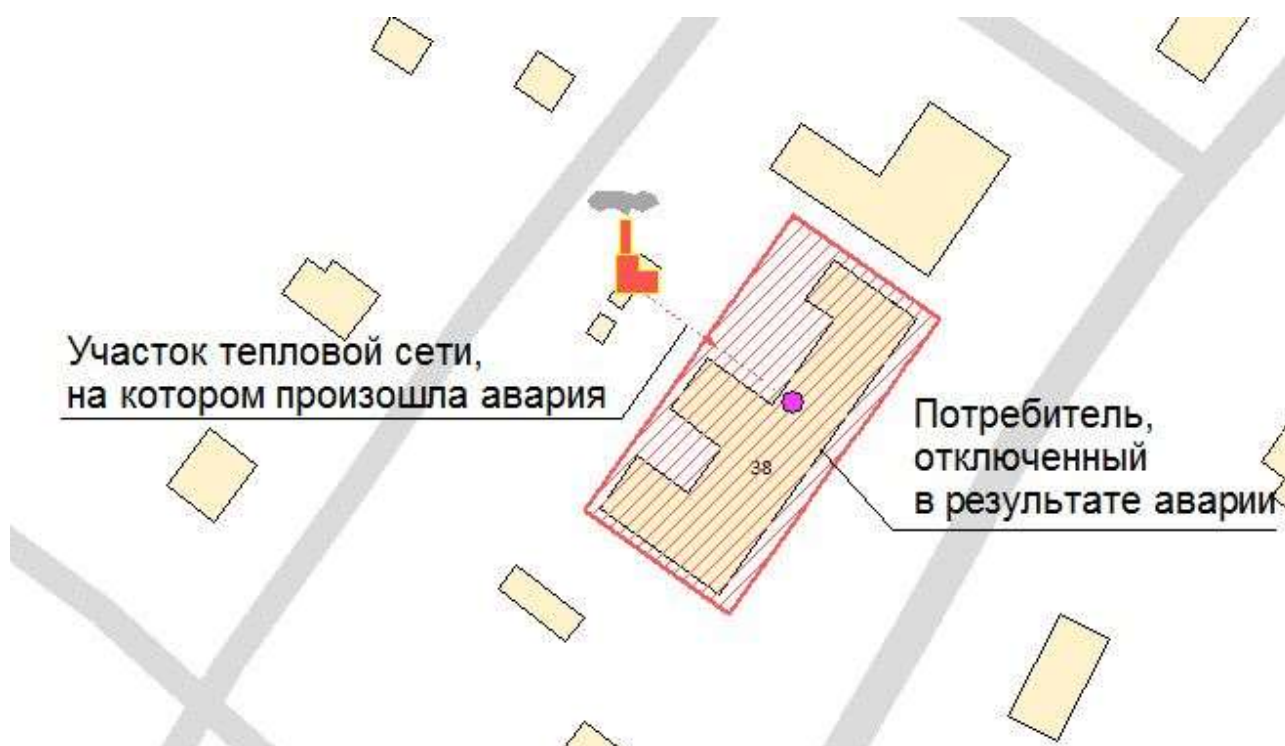 Участок тепловой сети,
на котором произошла авария
Потребитель,
отключенный
в результате аварии
38